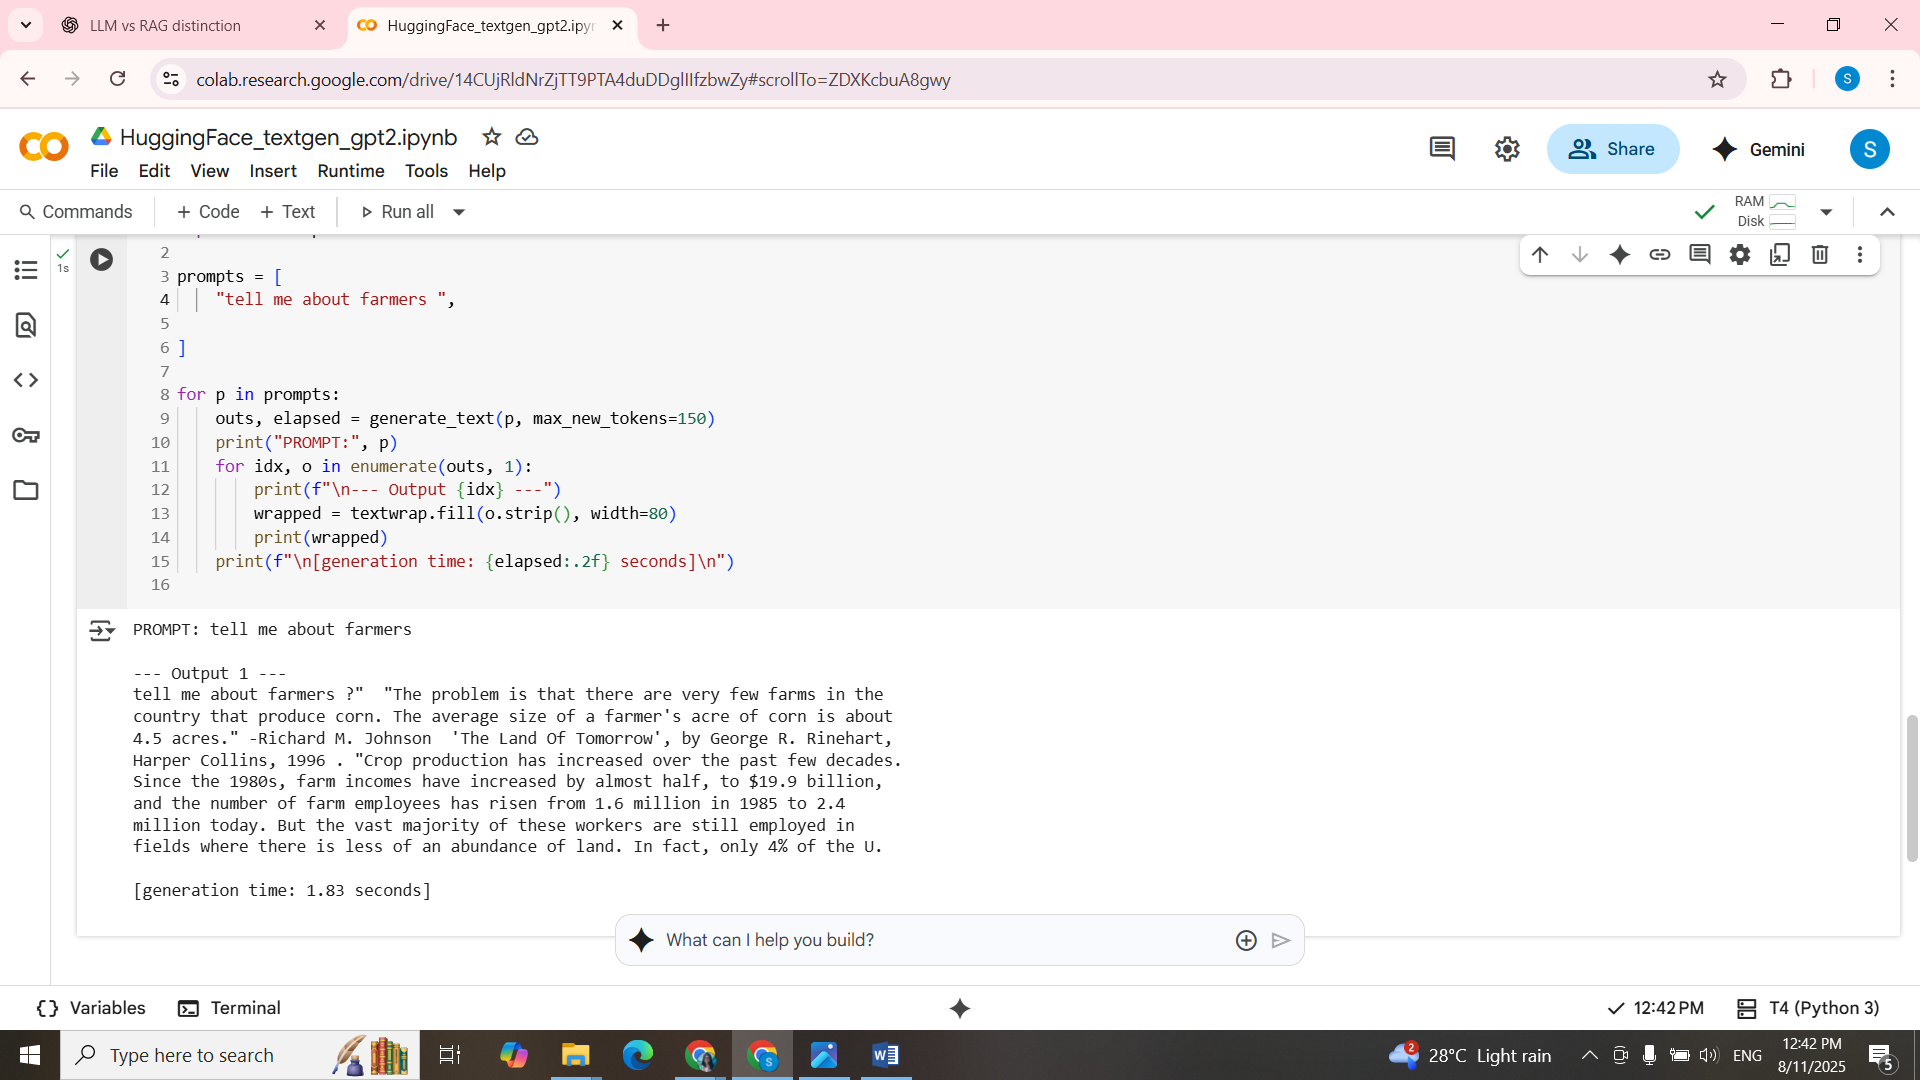 LLM vs RAG distinction
HuggingFace_textgen_gpt2.ipyn
colab.research.google.com/drive/14CUjRldNrZjTT9PTA4duDDglIIfzbwZy#scrollTo=ZDXKcbuA8gwy
S
HuggingFace_textgen_gpt2.ipynb
File Edit View Insert Runtime Tools Help
Share
Gemini
S
Commands + Code + Text Run all
RAM
Disk
1s
2
3 prompts = [
4 "tell me about farmers ",
5
6 ]
7
8 for p in prompts:
9 outs, elapsed = generate_text(p, max_new_tokens=150)
10 print("PROMPT:", p)
11 for idx, o in enumerate(outs, 1):
12 print(f"\n--- Output {idx} ---")
13 wrapped = textwrap.fill(o.strip(), width=80)
14 print(wrapped)
15 print(f"\n[generation time: {elapsed:.2f} seconds]\n")
16
PROMPT: tell me about farmers
--- Output 1 ---
tell me about farmers ?"  "The problem is that there are very few farms in the
country that produce corn. The average size of a farmer's acre of corn is about
4.5 acres." -Richard M. Johnson  'The Land Of Tomorrow', by George R. Rinehart,
Harper Collins, 1996 . "Crop production has increased over the past few decades.
Since the 1980s, farm incomes have increased by almost half, to $19.9 billion,
and the number of farm employees has risen from 1.6 million in 1985 to 2.4
million today. But the vast majority of these workers are still employed in
fields where there is less of an abundance of land. In fact, only 4% of the U.
[generation time: 1.83 seconds]
What can I help you build?
Variables Terminal
12:42 PM T4 (Python 3)
Type here to search
2
28°C Light rain
ENG
12:42 PM
8/11/2025
5